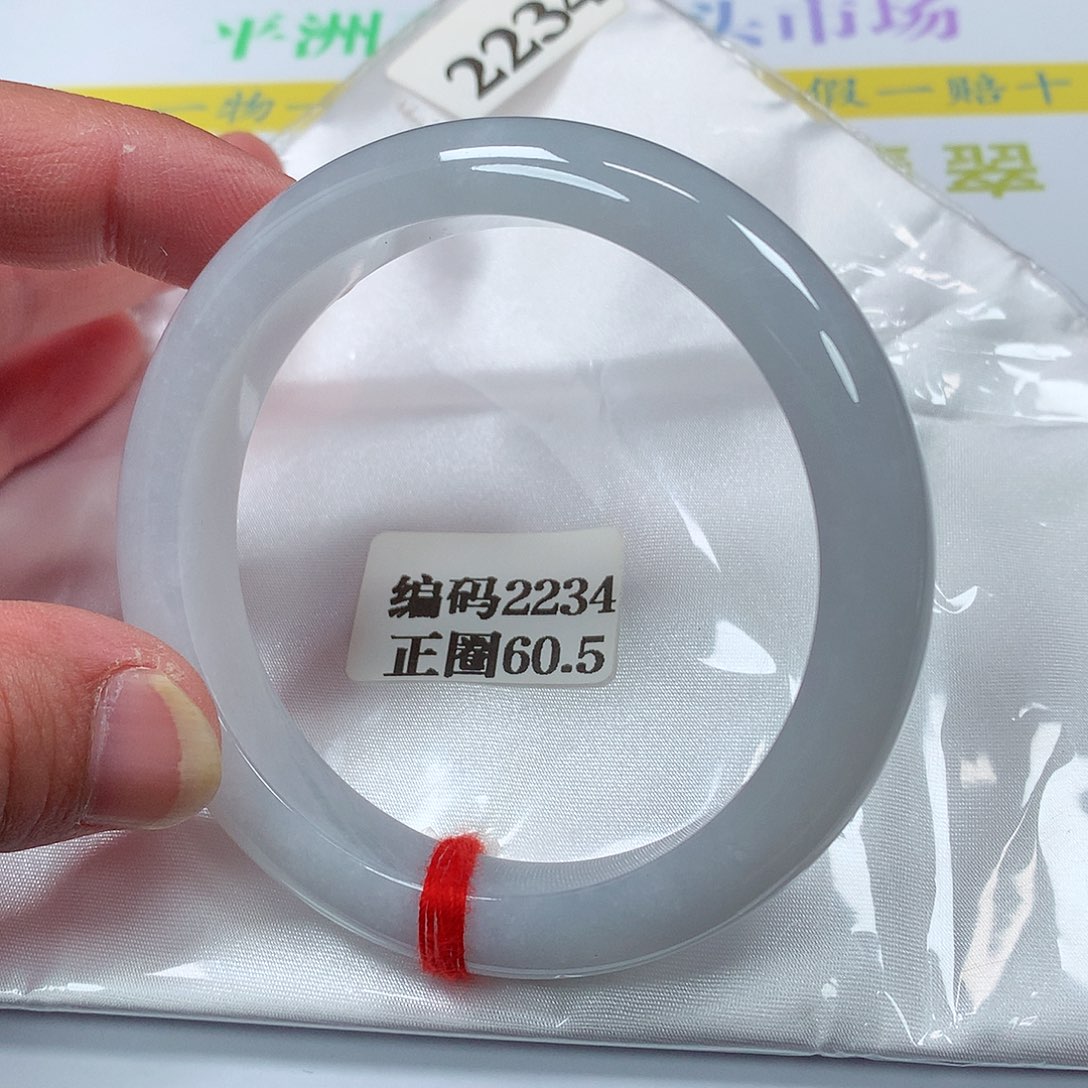 平洲
头市场
2234
一物一
假一赔十
翠
编码2234
正圈60.5